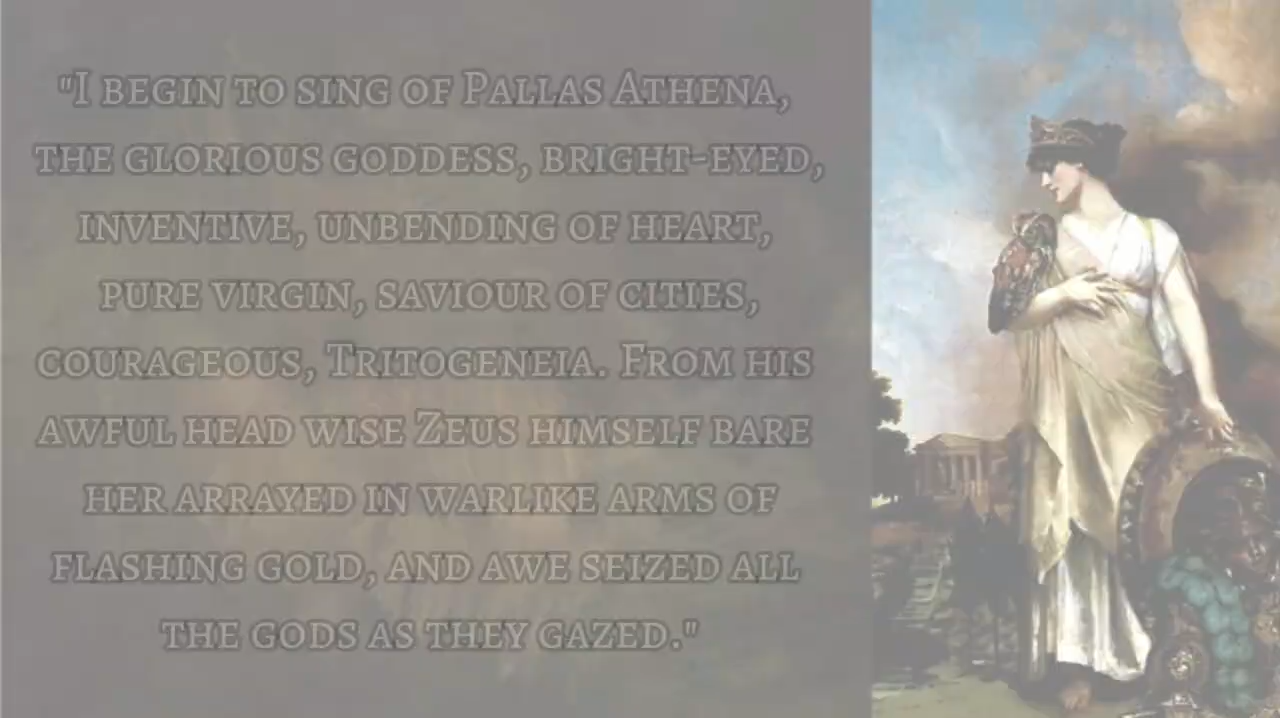 "I begin to sing of Pallas Athena,
the glorious goddess, bright-eyed,
inventive, unbending of heart,
pure virgin, saviour of cities,
courageous, Tritogeneia. From his
awful head wise Zeus himself bare
her arrayed in warlike arms of
flashing gold, and awe seized all
the gods as they gazed."